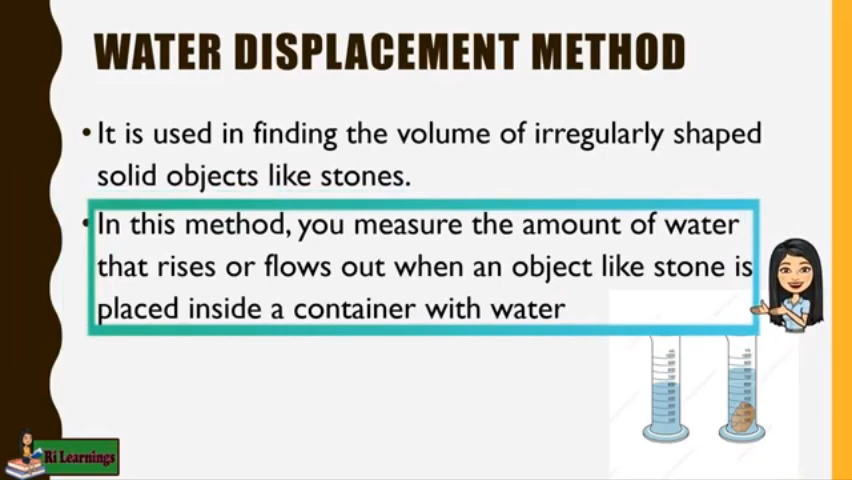 WATER DISPLACEMENT METHOD
•It is used in finding the volume of irregularly shaped
solid objects like stones.
•In this method, you measure the amount of water
that rises or flows out when an object like stone is
placed inside a container with water
Ri Learnings